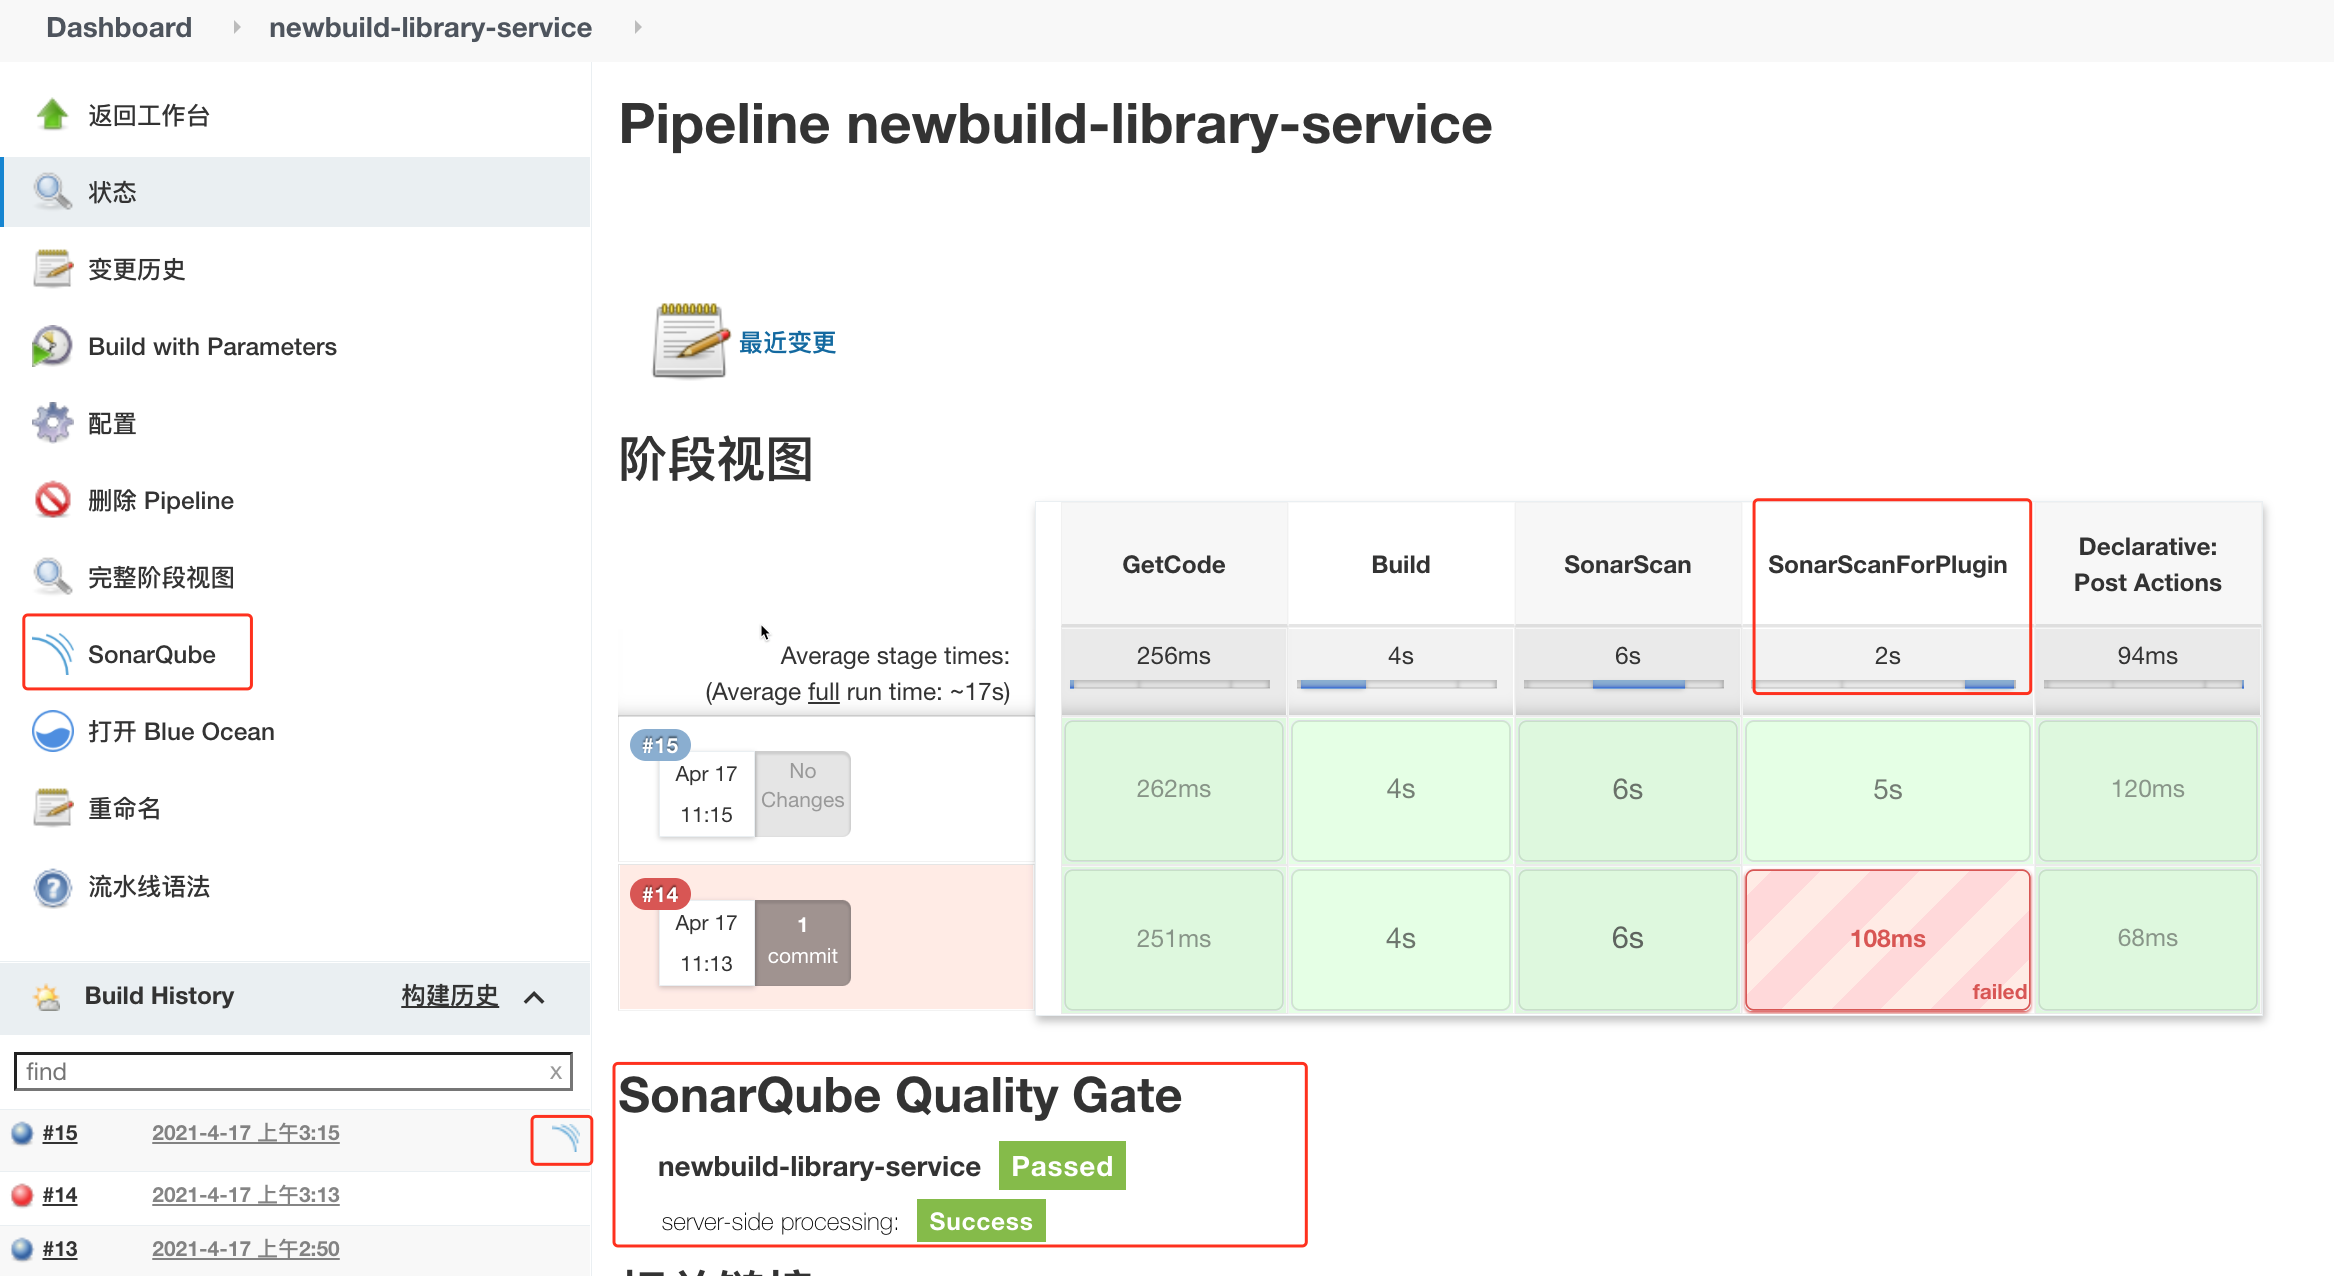 Dashboard newbuild-library-service
返回工作台
状态
变更历史
Build with Parameters
配置
删除 Pipeline
完整阶段视图
SonarQube
打开 Blue Ocean
重命名
流水线语法
Build History 构建历史
find x
#15 2021-4-17 上午3:15
#14 2021-4-17 上午3:13
#13 2021-4-17 上午2:50
Pipeline newbuild-library-service
最近变更
阶段视图
GetCode Build SonarScan SonarScanForPlugin Declarative: Post Actions
Average stage times: 256ms 4s 6s 2s 94ms
(Average full run time: ~17s)
#15
Apr 17 No
11:15 Changes
262ms 4s 6s 5s 120ms
#14
Apr 17 1
11:13 commit
251ms 4s 6s 108ms 68ms
failed
SonarQube Quality Gate
newbuild-library-service Passed
server-side processing: Success